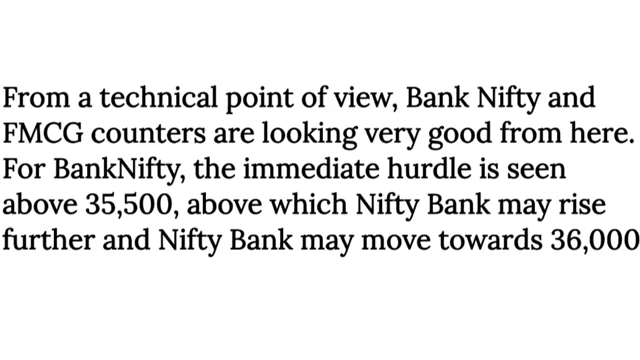 From a technical point of view, Bank Nifty and
FMCG counters are looking very good from here.
For BankNifty, the immediate hurdle is seen
above 35,500, above which Nifty Bank may rise
further and Nifty Bank may move towards 36,000